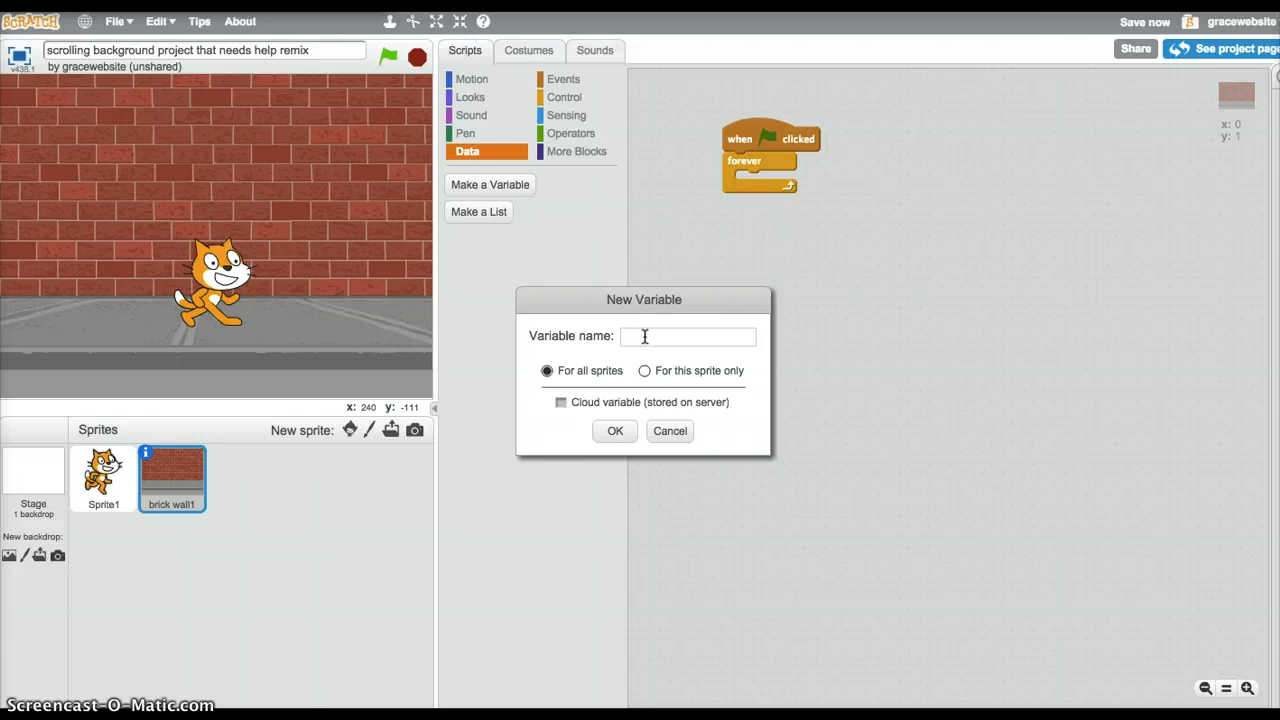 SCRATCH File Edit Tips About Save now gracewebsite
scrolling background project that needs help remix
by gracewebsite (unshared)
v438.1
Scripts Costumes Sounds Share See project page
Motion Events
Looks Control
Sound Sensing
Pen Operators
Data More Blocks
Make a Variable
Make a List
when clicked
forever
x: 0
y: 1
New Variable
Variable name:
For all sprites For this sprite only
Cloud variable (stored on server)
OK Cancel
x: 240 y: -111
Sprites New sprite:
Stage
1 backdrop
New backdrop:
Sprite1
brick wall1
Screencast-O-Matic.com